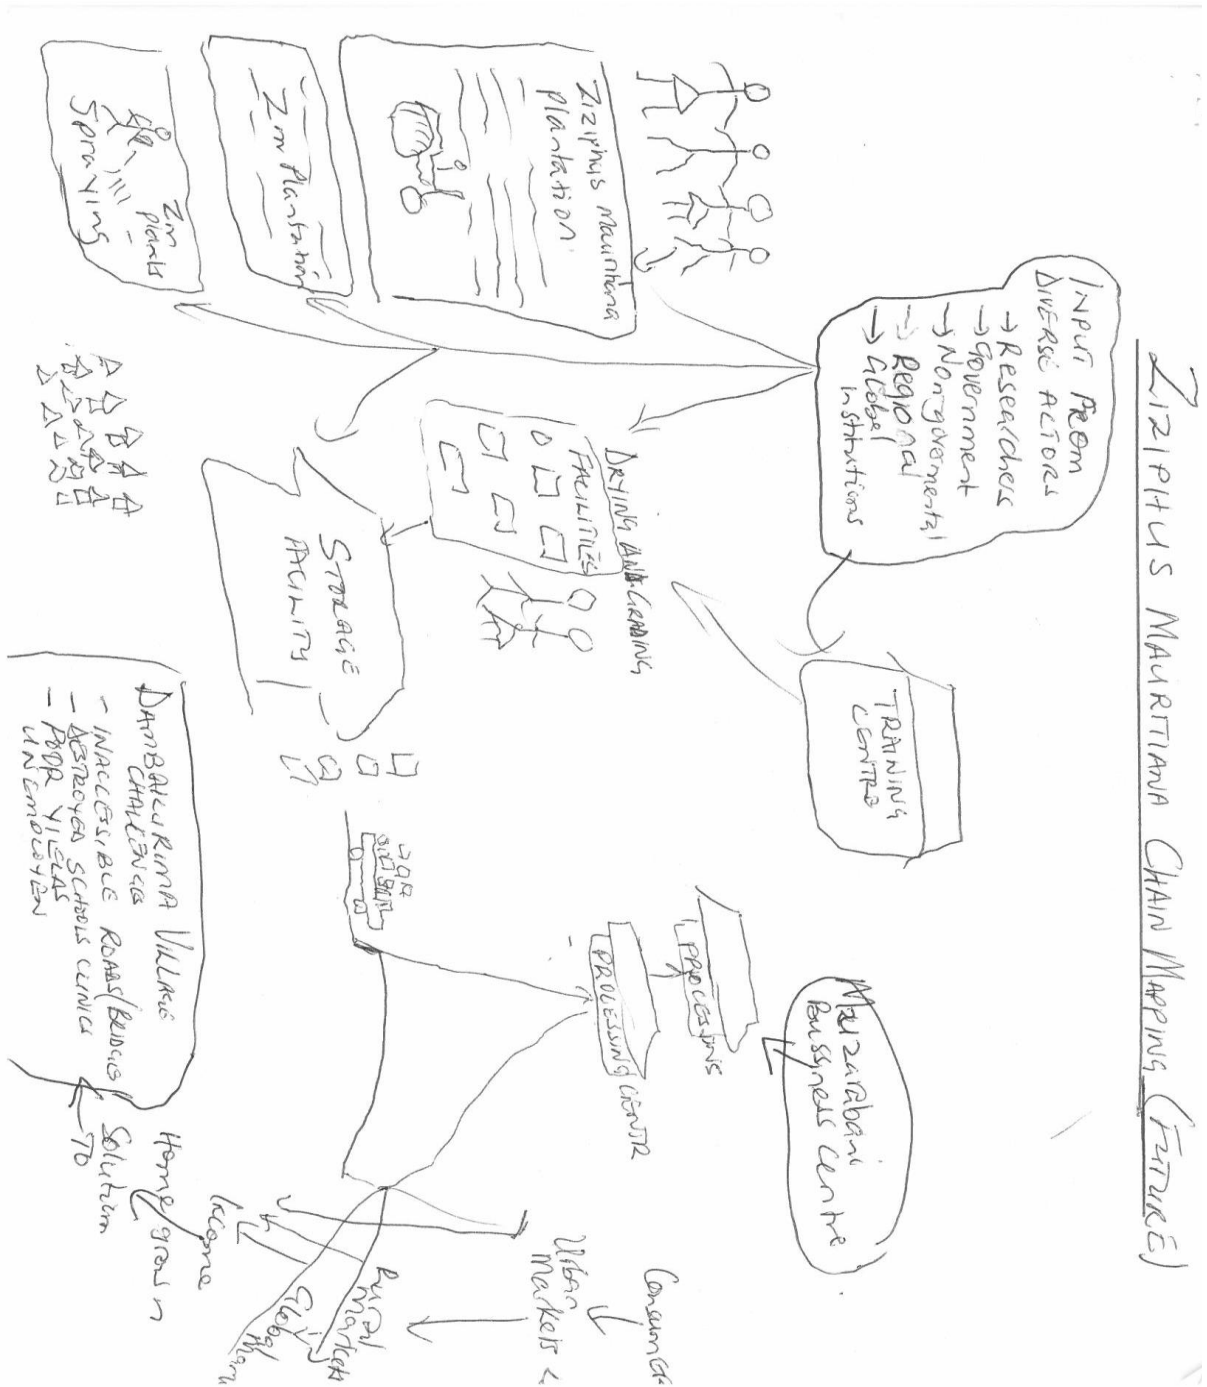 ZIZIPHUS MAURITIANA CHAIN MAPPING (FUTURE)
INPUT FROM
DIVERSE ACTORS
→ Researchers
→ Government
→ Nongovernmental
→ Regional
→ Global
institutions
TRAINING
CENTRE
Muzarabani
Bussyness Centre
Ziziphus Mauritiana
plantation
Zm Plantation
Zm
Plants
Spraying
DRYING AND GRADING
FACILITIES
STORAGE
FACILITY
PROCESSING
PROCESSING CENTR
Consumer
Urban
Markets
Rural
Markets
Global
Income
Home grown
Solution
To
DAMBAKURIMA VILLAGE
CHALLENGES
- INACCESSIBLE ROADS/BRIDGES
- DESTROYED SCHOOLS CLINICS
- POOR YIELDS